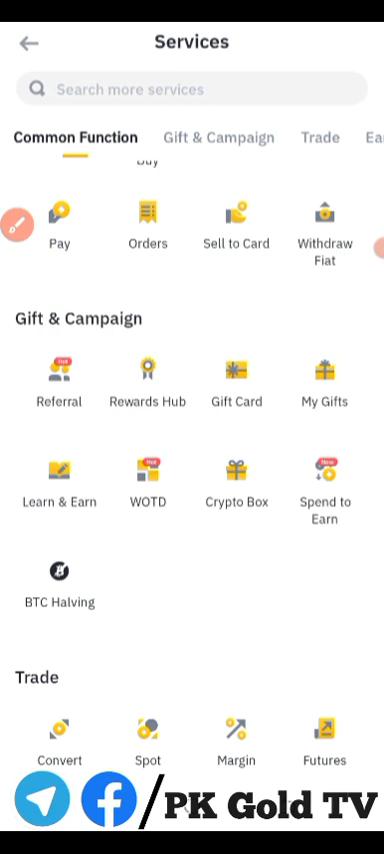 Services
Search more services
Common Function Gift & Campaign Trade Ea
Buy
Pay Orders Sell to Card Withdraw
Fiat
Gift & Campaign
Hot
Referral Rewards Hub Gift Card My Gifts
Hot New
Learn & Earn WOTD Crypto Box Spend to
Earn
BTC Halving
Trade
Convert Spot Margin Futures
/PK Gold TV